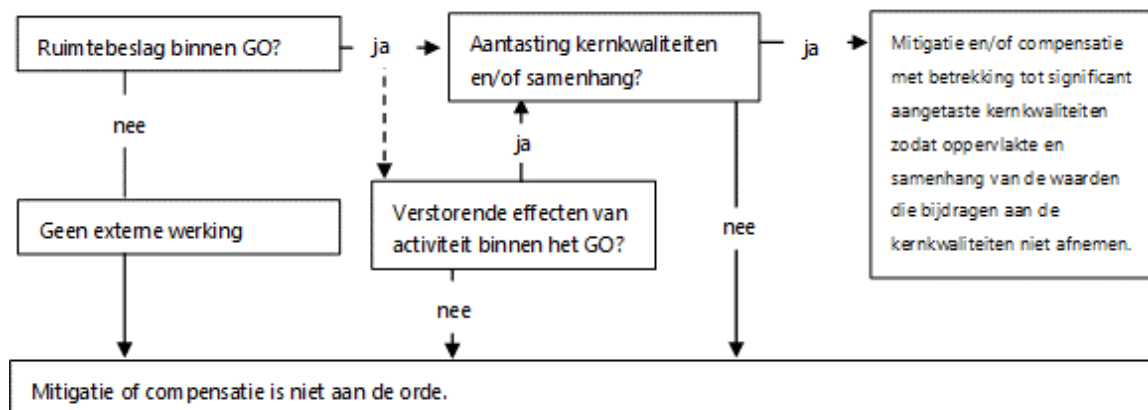 Ruimtebeslag binnen GO?
ja
Aantasting kernkwaliteiten
en/of samenhang?
ja
Mitigatie en/of compensatie
met betrekking tot significant
aangetaste kernkwaliteiten
zodat oppervlakte en
samenhang van de waarden
die bijdragen aan de
kernkwaliteiten niet afnemen.
nee
ja
Geen externe werking
Verstorende effecten van
activiteit binnen het GO?
nee
nee
Mitigatie of compensatie is niet aan de orde.